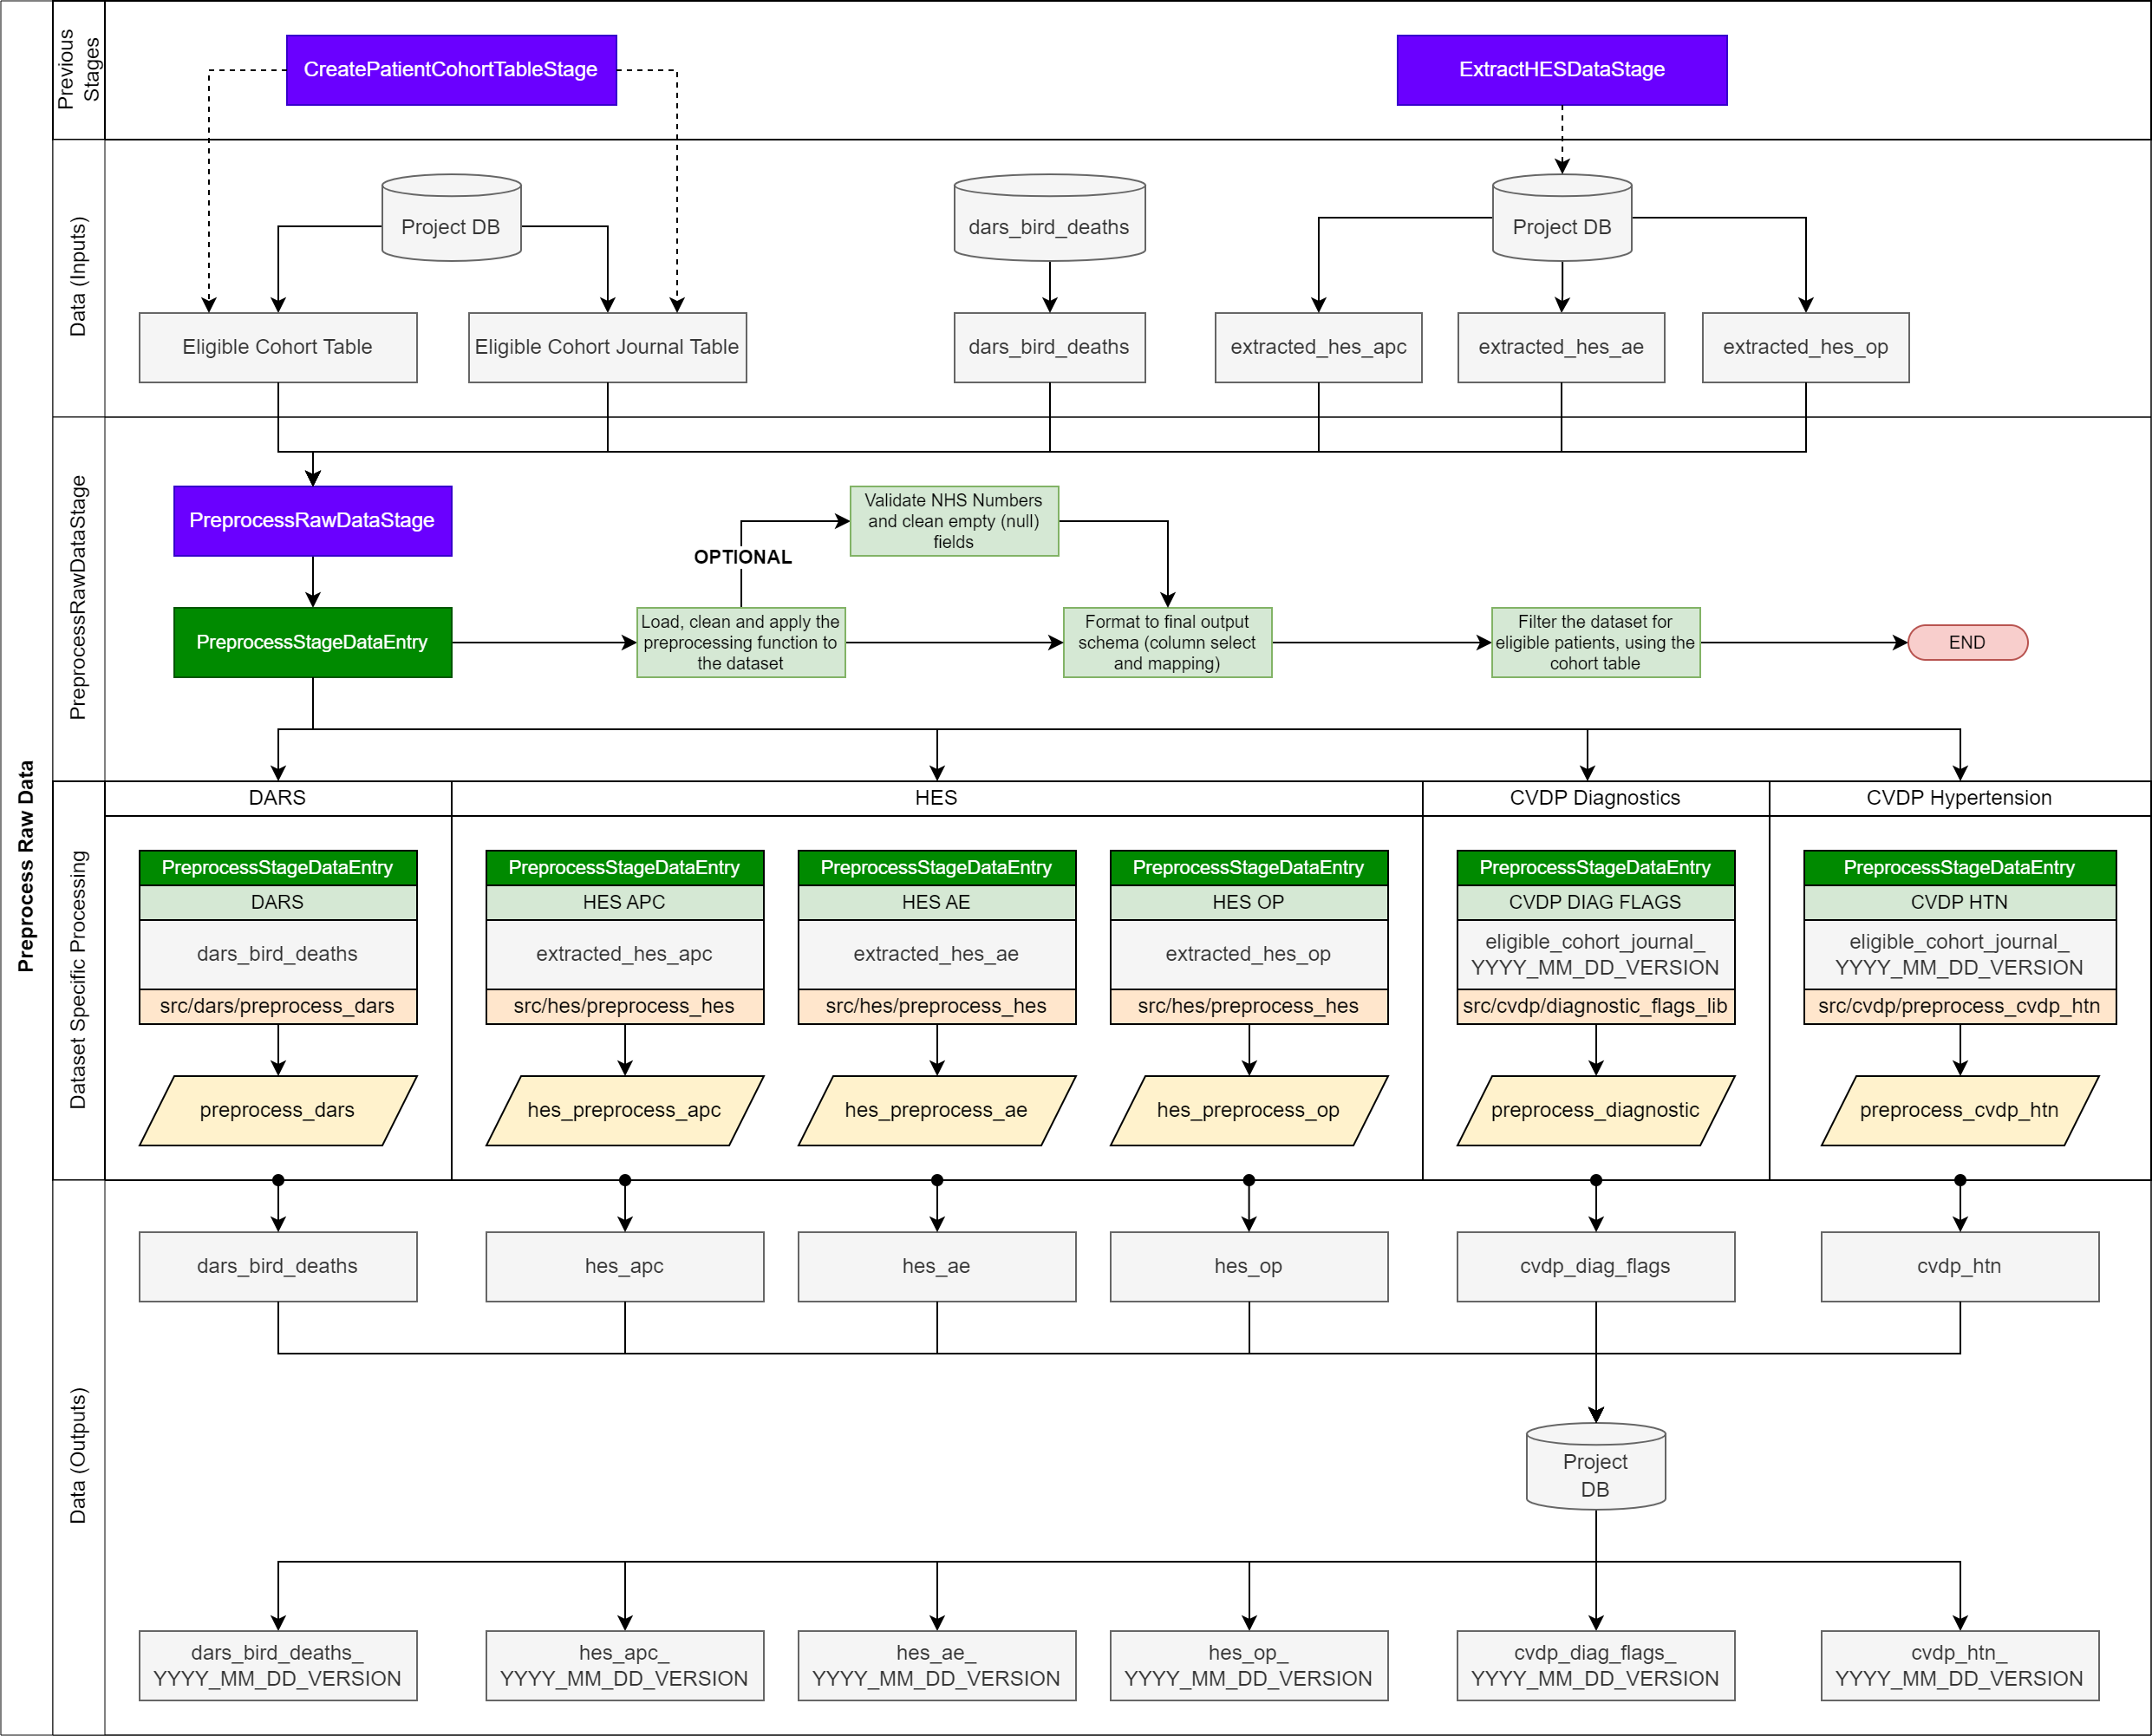 Preprocess Raw Data
Previous
Stages
CreatePatientCohortTableStage
ExtractHESDataStage
Data (Inputs)
Project DB
dars_bird_deaths
Project DB
Eligible Cohort Table
Eligible Cohort Journal Table
dars_bird_deaths
extracted_hes_apc
extracted_hes_ae
extracted_hes_op
PreprocessRawDataStage
PreprocessRawDataStage
Validate NHS Numbers
and clean empty (null)
fields
OPTIONAL
PreprocessStageDataEntry
Load, clean and apply the
preprocessing function to
the dataset
Format to final output
schema (column select
and mapping)
Filter the dataset for
eligible patients, using the
cohort table
END
Dataset Specific Processing
DARS
HES
CVDP Diagnostics
CVDP Hypertension
PreprocessStageDataEntry
DARS
dars_bird_deaths
src/dars/preprocess_dars
preprocess_dars
PreprocessStageDataEntry
HES APC
extracted_hes_apc
src/hes/preprocess_hes
hes_preprocess_apc
PreprocessStageDataEntry
HES AE
extracted_hes_ae
src/hes/preprocess_hes
hes_preprocess_ae
PreprocessStageDataEntry
HES OP
extracted_hes_op
src/hes/preprocess_hes
hes_preprocess_op
PreprocessStageDataEntry
CVDP DIAG FLAGS
eligible_cohort_journal_
YYYY_MM_DD_VERSION
src/cvdp/diagnostic_flags_lib
preprocess_diagnostic
PreprocessStageDataEntry
CVDP HTN
eligible_cohort_journal_
YYYY_MM_DD_VERSION
src/cvdp/preprocess_cvdp_htn
preprocess_cvdp_htn
Data (Outputs)
dars_bird_deaths
hes_apc
hes_ae
hes_op
cvdp_diag_flags
cvdp_htn
Project
DB
dars_bird_deaths_
YYYY_MM_DD_VERSION
hes_apc_
YYYY_MM_DD_VERSION
hes_ae_
YYYY_MM_DD_VERSION
hes_op_
YYYY_MM_DD_VERSION
cvdp_diag_flags_
YYYY_MM_DD_VERSION
cvdp_htn_
YYYY_MM_DD_VERSION